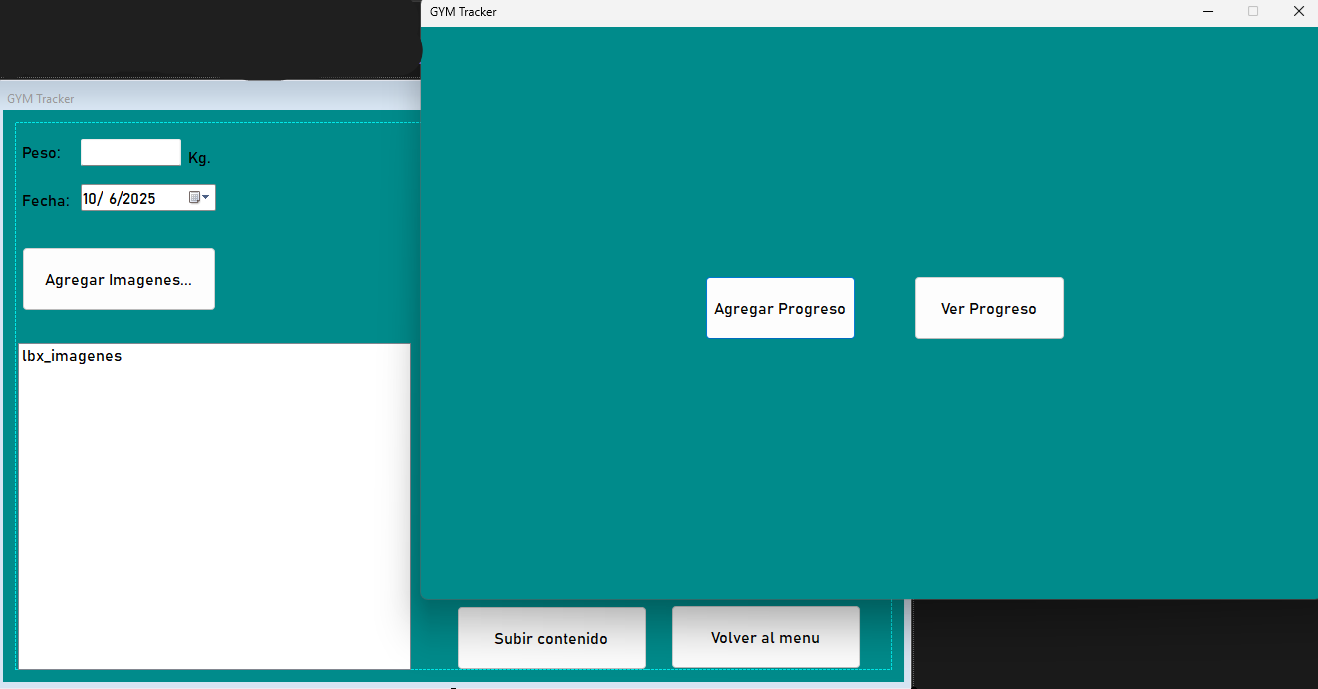 GYM Tracker
GYM Tracker
Peso:
Kg.
Fecha:
10/ 6/2025
Agregar Imagenes...
lbx_imagenes
Agregar Progreso
Ver Progreso
Subir contenido
Volver al menu